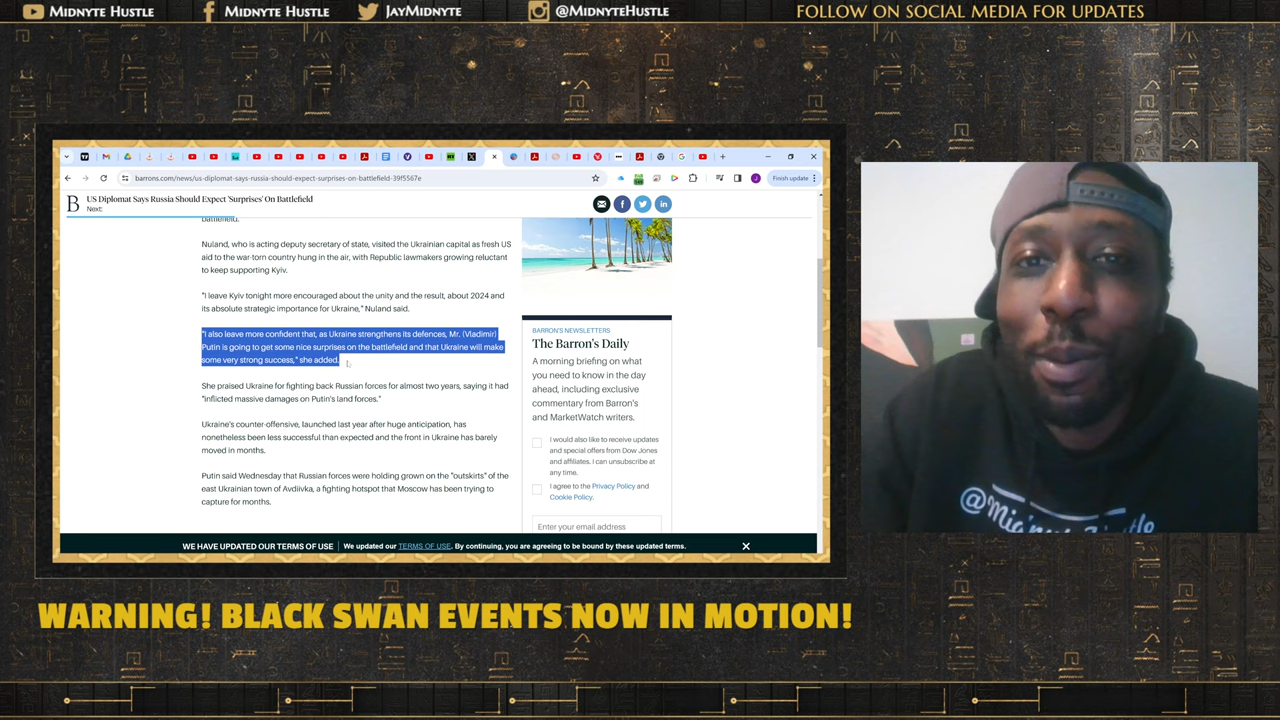 MIDNYTE HUSTLE
MIDNYTE HUSTLE
JAYMIDNYTE
@MIDNYTEHUSTLE
FOLLOW ON SOCIAL MEDIA FOR UPDATES
barrons.com/news/us-diplomat-says-russia-should-expect-surprises-on-battlefield-39f5567e
Finish update
B
US Diplomat Says Russia Should Expect 'Surprises' On Battlefield
Next:
battlefield.
Nuland, who is acting deputy secretary of state, visited the Ukrainian capital as fresh US
aid to the war-torn country hung in the air, with Republic lawmakers growing reluctant
to keep supporting Kyiv.
"I leave Kyiv tonight more encouraged about the unity and the result, about 2024 and
its absolute strategic importance for Ukraine," Nuland said.
"I also leave more confident that, as Ukraine strengthens its defences, Mr. (Vladimir)
Putin is going to get some nice surprises on the battlefield and that Ukraine will make
some very strong success," she added.
She praised Ukraine for fighting back Russian forces for almost two years, saying it had
"inflicted massive damages on Putin's land forces."
Ukraine's counter-offensive, launched last year after huge anticipation, has
nonetheless been less successful than expected and the front in Ukraine has barely
moved in months.
Putin said Wednesday that Russian forces were holding grown on the "outskirts" of the
east Ukrainian town of Avdiivka, a fighting hotspot that Moscow has been trying to
capture for months.
BARRON'S NEWSLETTERS
The Barron's Daily
A morning briefing on what
you need to know in the day
ahead, including exclusive
commentary from Barron's
and MarketWatch writers.
I would also like to receive updates
and special offers from Dow Jones
and affiliates. I can unsubscribe at
any time.
I agree to the Privacy Policy and
Cookie Policy.
Enter your email address
WE HAVE UPDATED OUR TERMS OF USE
We updated our TERMS OF USE. By continuing, you are agreeing to be bound by these updated terms.
WARNING! BLACK SWAN EVENTS NOW IN MOTION!